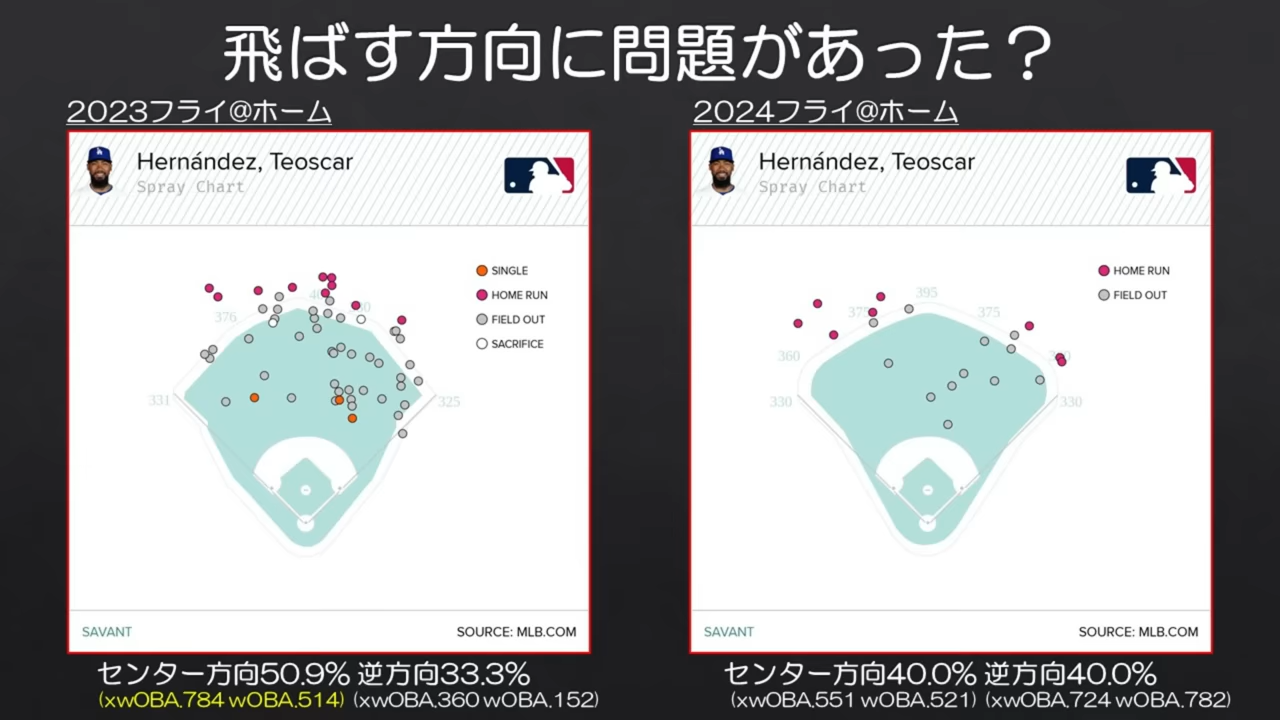 飛ばす方向に問題があった？
2023フライ@ホーム
2024フライ@ホーム
Hernández, Teoscar
Spray Chart
SINGLE
HOME RUN
FIELD OUT
SACRIFICE
376
331
325
SAVANT
SOURCE: MLB.COM
Hernández, Teoscar
Spray Chart
HOME RUN
FIELD OUT
395
375
360
330
330
SAVANT
SOURCE: MLB.COM
センター方向50.9% 逆方向33.3%
(xwOBA.784 wOBA.514) (xwOBA.360 wOBA.152)
センター方向40.0% 逆方向40.0%
(xwOBA.551 wOBA.521) (xwOBA.724 wOBA.782)